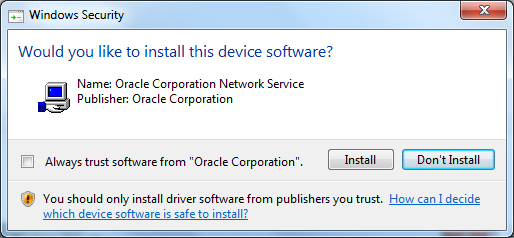 Windows Security
Would you like to install this device software?
Name: Oracle Corporation Network Service
Publisher: Oracle Corporation
Always trust software from "Oracle Corporation".
Install
Don't Install
You should only install driver software from publishers you trust. How can I decide
which device software is safe to install?